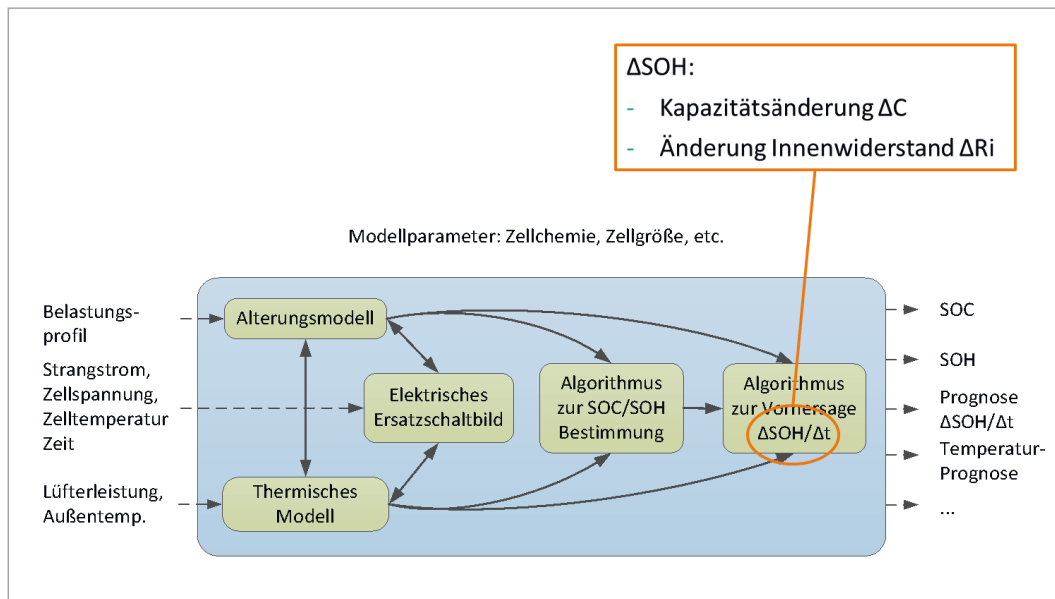 ΔSOH:
- Kapazitätsänderung ΔC
- Änderung Innenwiderstand ΔRi
Modellparameter: Zellchemie, Zellgröße, etc.
Belastungs-
profil
Strangstrom,
Zellspannung,
Zelltemperatur
Zeit
Lüfterleistung,
Außentemp.
Alterungsmodell
Elektrisches
Ersatzschaltbild
Thermisches
Modell
Algorithmus
zur SOC/SOH
Bestimmung
Algorithmus
zur Vorhersage
ΔSOH/Δt
SOC
SOH
Prognose
ΔSOH/Δt
Temperatur-
Prognose
...